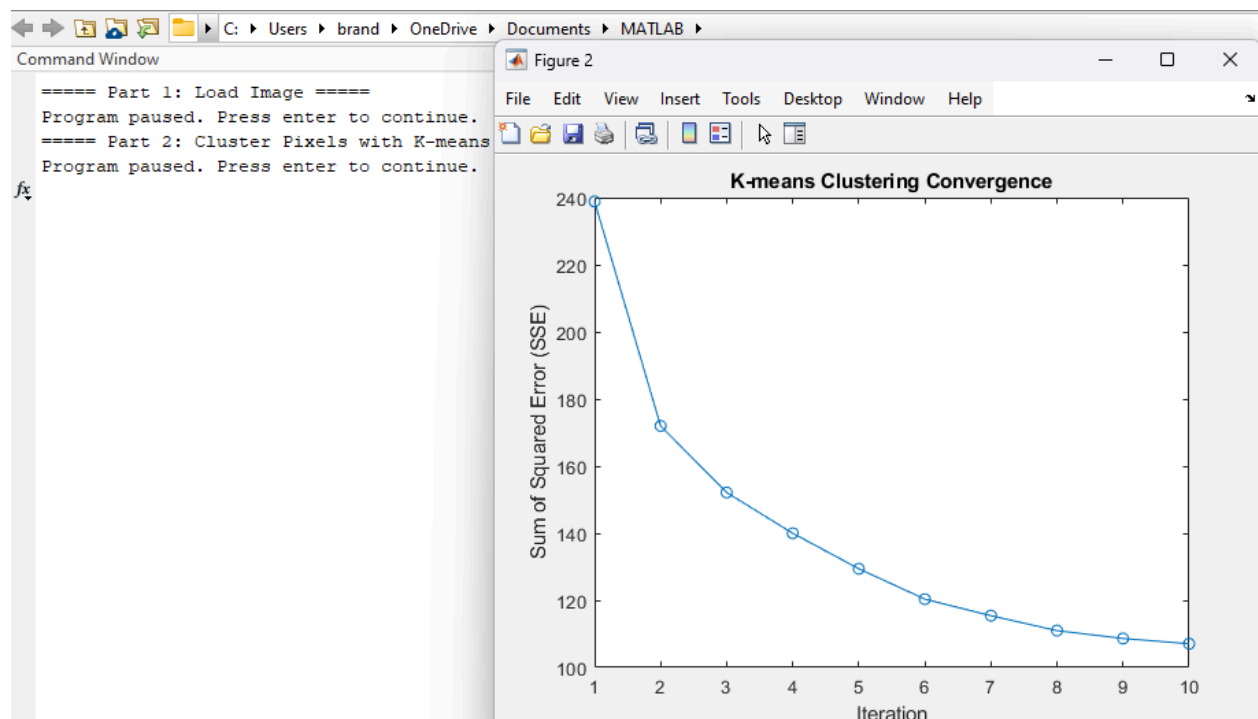 C: Users brand OneDrive Documents MATLAB
Command Window
===== Part 1: Load Image =====
Program paused. Press enter to continue.
===== Part 2: Cluster Pixels with K-means
Program paused. Press enter to continue.
fx
Figure 2
File Edit View Insert Tools Desktop Window Help
K-means Clustering Convergence
240
220
200
180
160
140
120
100
Sum of Squared Error (SSE)
1 2 3 4 5 6 7 8 9 10
Iteration